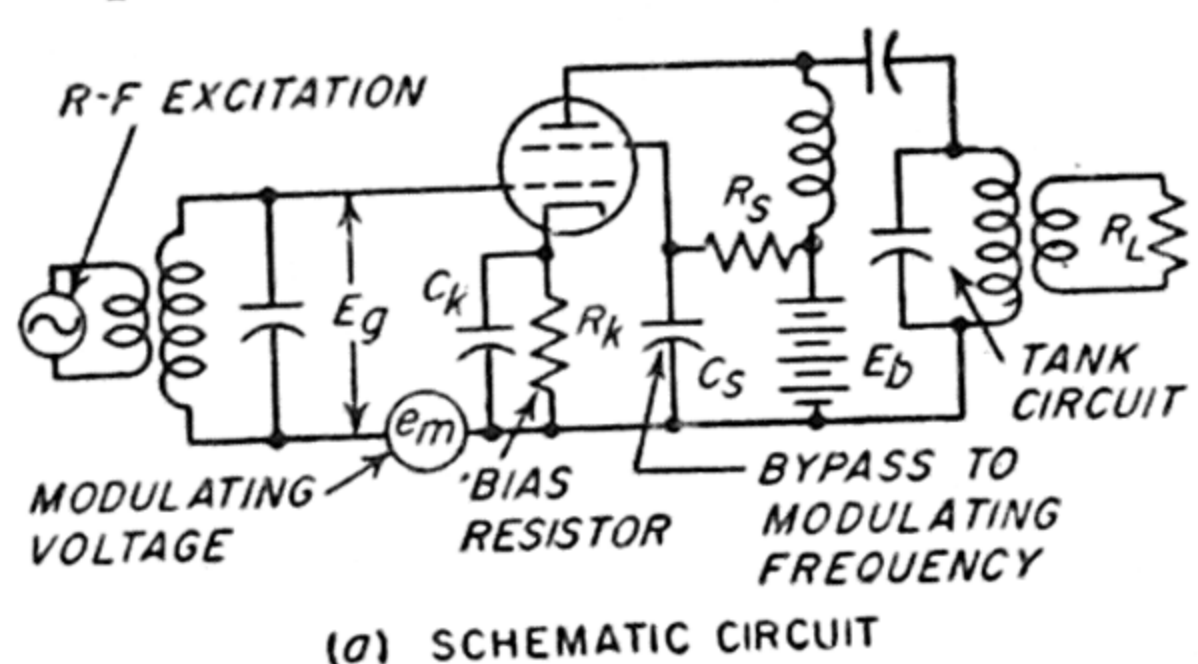 R-F EXCITATION
Eg
Ck
Rk
RS
CS
Eb
RL
TANK
CIRCUIT
em
MODULATING
VOLTAGE
BIAS
RESISTOR
BYPASS TO
MODULATING
FREQUENCY
(a) SCHEMATIC CIRCUIT